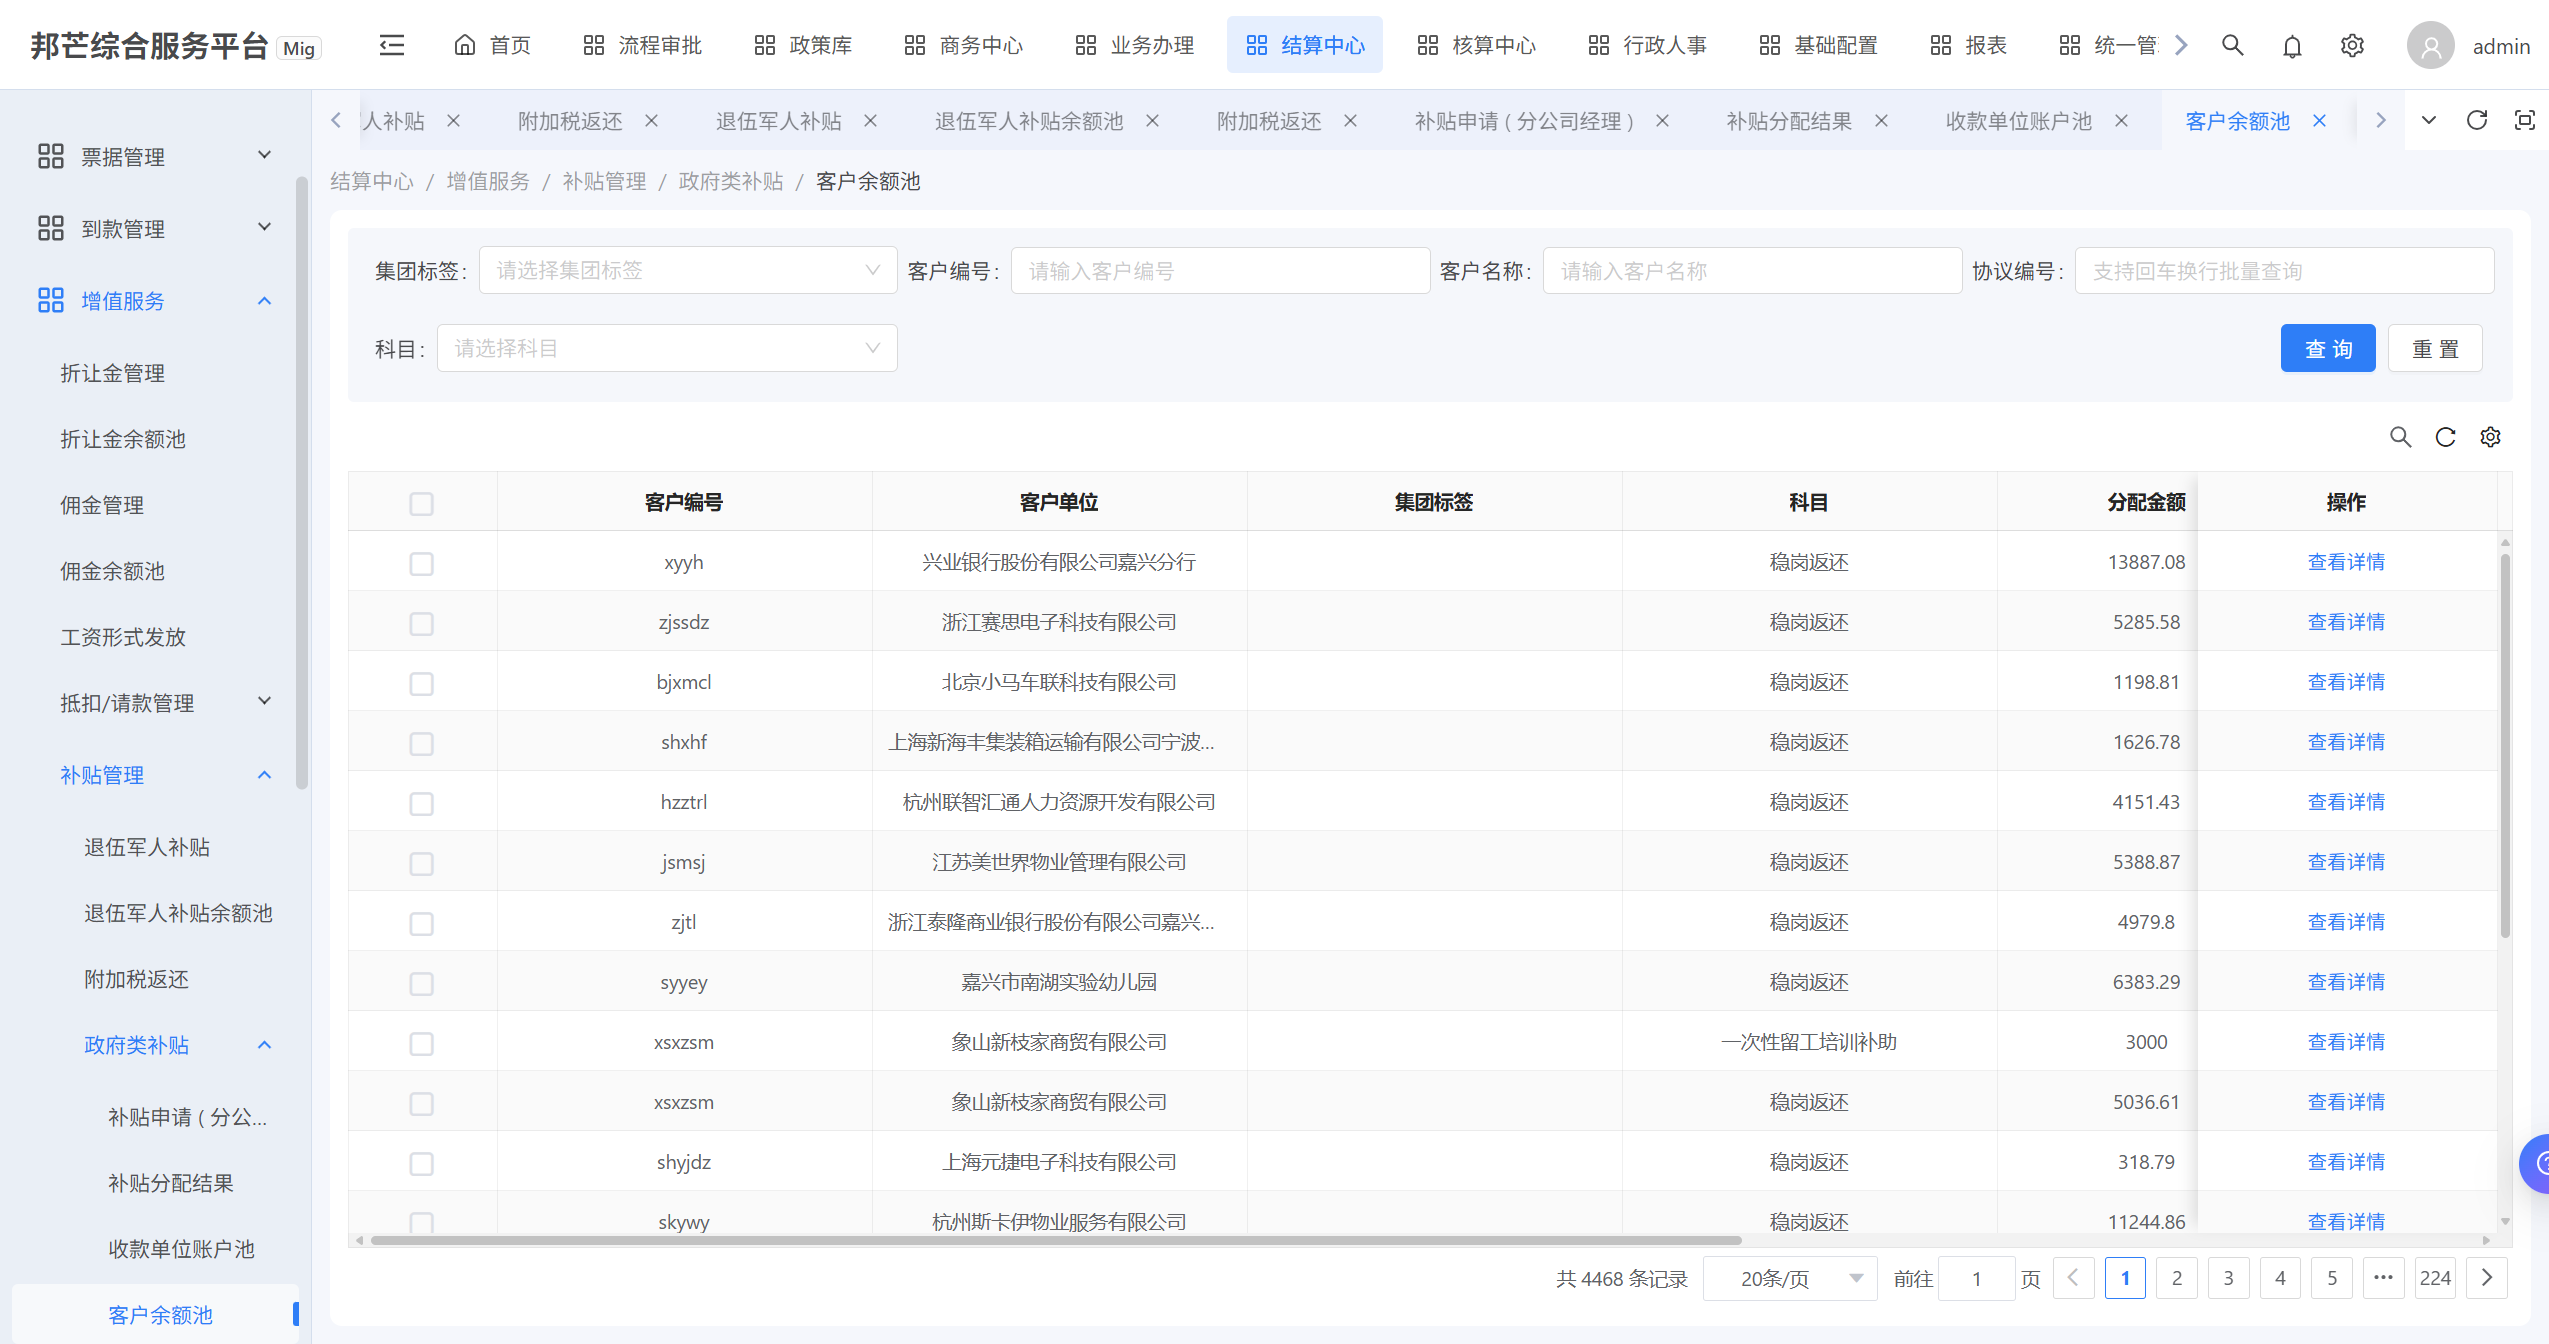 邦芒综合服务平台 Mig
首页 流程审批 政策库 商务中心 业务办理 结算中心 核算中心 行政人事 基础配置 报表 统一管
admin
人补贴 附加税返还 退伍军人补贴 退伍军人补贴余额池 附加税返还 补贴申请 ( 分公司经理 ) 补贴分配结果 收款单位账户池 客户余额池
票据管理
到款管理
增值服务
折让金管理
折让金余额池
佣金管理
佣金余额池
工资形式发放
抵扣/请款管理
补贴管理
退伍军人补贴
退伍军人补贴余额池
附加税返还
政府类补贴
补贴申请 ( 分公...
补贴分配结果
收款单位账户池
客户余额池
结算中心 / 增值服务 / 补贴管理 / 政府类补贴 / 客户余额池
集团标签: 请选择集团标签 客户编号: 请输入客户编号 客户名称: 请输入客户名称 协议编号: 支持回车换行批量查询
科目: 请选择科目 查 询 重 置
客户编号 客户单位 集团标签 科目 分配金额 操作
xyyh 兴业银行股份有限公司嘉兴分行 稳岗返还 13887.08 查看详情
zjssdz 浙江赛思电子科技有限公司 稳岗返还 5285.58 查看详情
bjxmcl 北京小马车联科技有限公司 稳岗返还 1198.81 查看详情
shxhf 上海新海丰集装箱运输有限公司宁波... 稳岗返还 1626.78 查看详情
hzztrl 杭州联智汇通人力资源开发有限公司 稳岗返还 4151.43 查看详情
jsmsj 江苏美世界物业管理有限公司 稳岗返还 5388.87 查看详情
zjtl 浙江泰隆商业银行股份有限公司嘉兴... 稳岗返还 4979.8 查看详情
syyey 嘉兴市南湖实验幼儿园 稳岗返还 6383.29 查看详情
xsxzsm 象山新枝家商贸有限公司 一次性留工培训补助 3000 查看详情
xsxzsm 象山新枝家商贸有限公司 稳岗返还 5036.61 查看详情
shyjdz 上海元捷电子科技有限公司 稳岗返还 318.79 查看详情
skywy 杭州斯卡伊物业服务有限公司 稳岗返还 11244.86 查看详情
共 4468 条记录 20条/页 前往 1 页 1 2 3 4 5 ••• 224